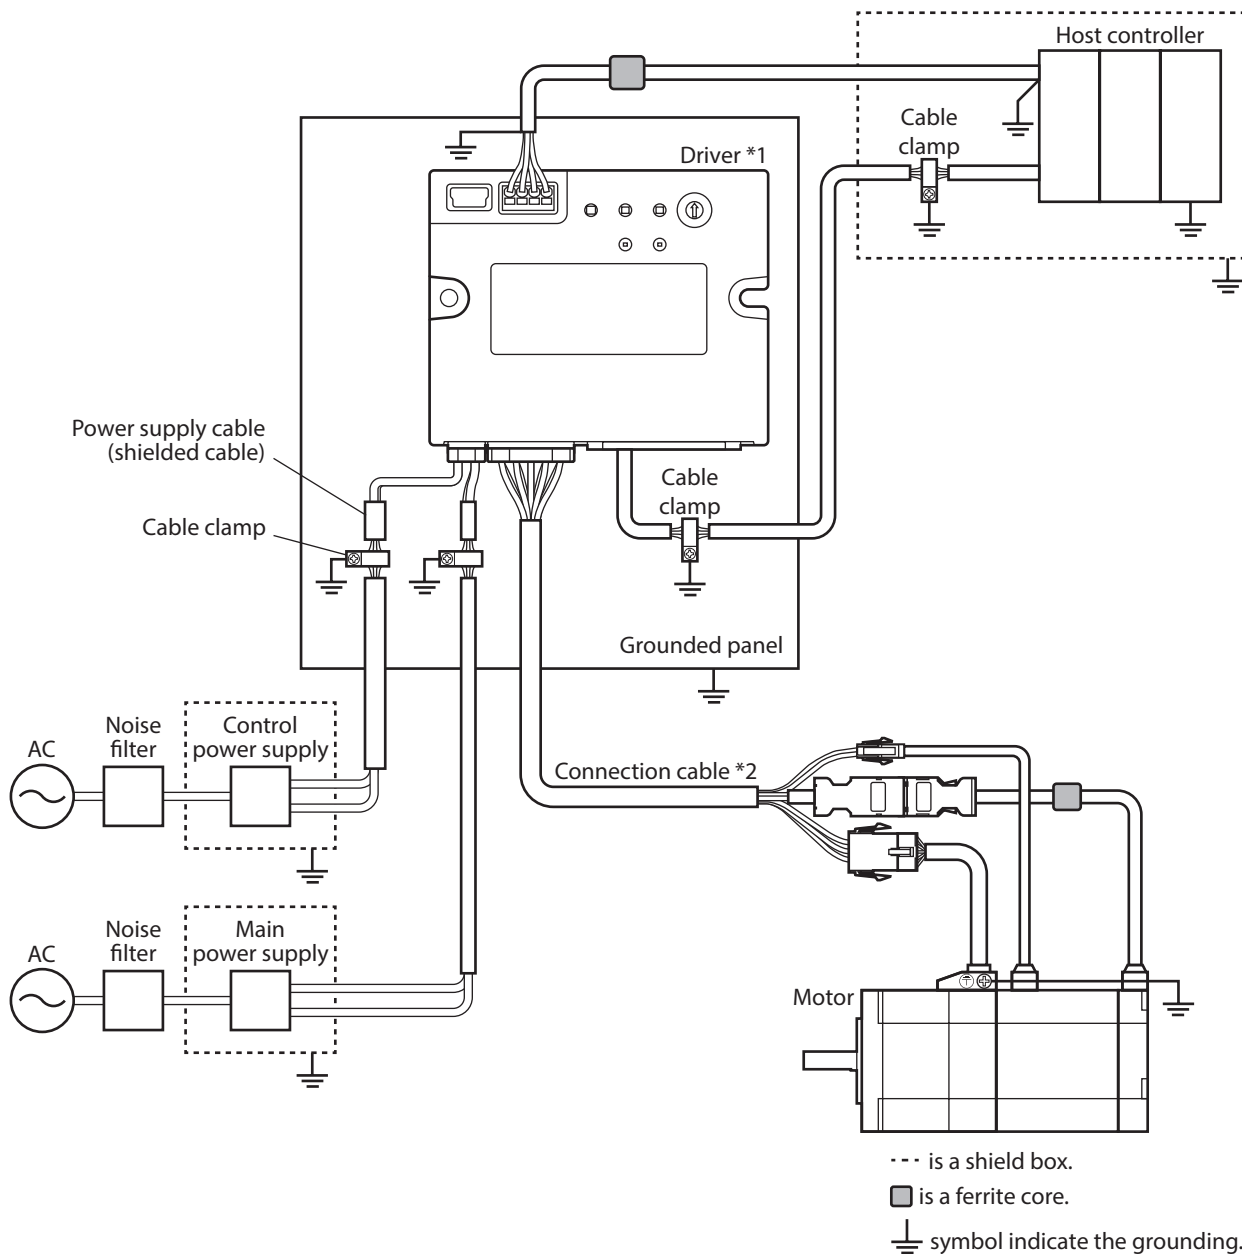 Host controller
Cable
clamp
Driver *1
Power supply cable
(shielded cable)
Cable
clamp
Cable clamp
Grounded panel
AC
Noise
filter
Control
power supply
Connection cable *2
AC
Noise
filter
Main
power supply
Motor
--- is a shield box.
is a ferrite core.
symbol indicate the grounding.